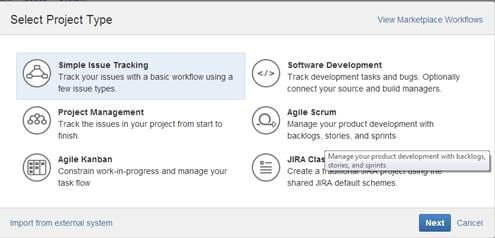 Select Project Type
View Marketplace Workflows
Simple Issue Tracking
Track your issues with a basic workflow using a
few issue types.
Software Development
Track development tasks and bugs. Optionally
connect your source and build managers.
Project Management
Track the issues in your project from start to
finish.
Agile Scrum
Manage your product development with
backlogs, stories, and sprints
Manage your product development with backlogs,
stories, and sprints
Agile Kanban
Constrain work-in-progress and manage your
task flow
JIRA Clas
Create a traditional JIRA project using the
shared JIRA default schemes.
Import from external system
Next
Cancel